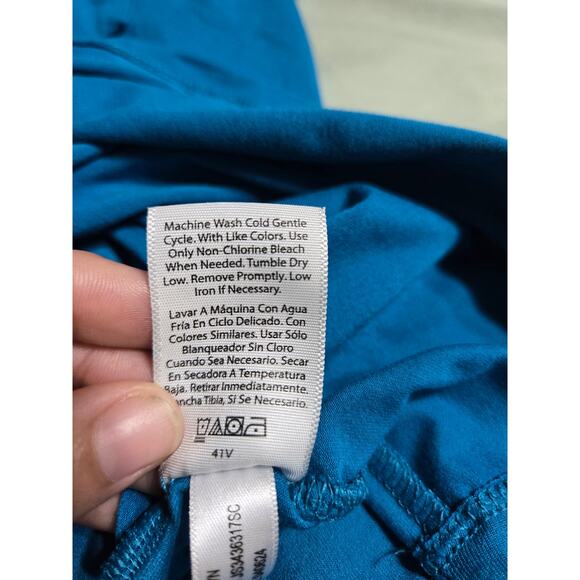 Machine Wash Cold Gentle
Cycle. With Like Colors. Use
Only Non-Chlorine Bleach
When Needed. Tumble Dry
Low. Remove Promptly. Low
Iron If Necessary.
Lavar A Máquina Con Agua
Fría En Ciclo Delicado. Con
Colores Similares. Usar Sólo
Blanqueador Sin Cloro
Cuando Sea Necesario. Secar
En Secadora A Temperatura
Baja. Retirar Inmediatamente.
Plancha Tibia, Si Se Necesario.
41V
JS3436317SC